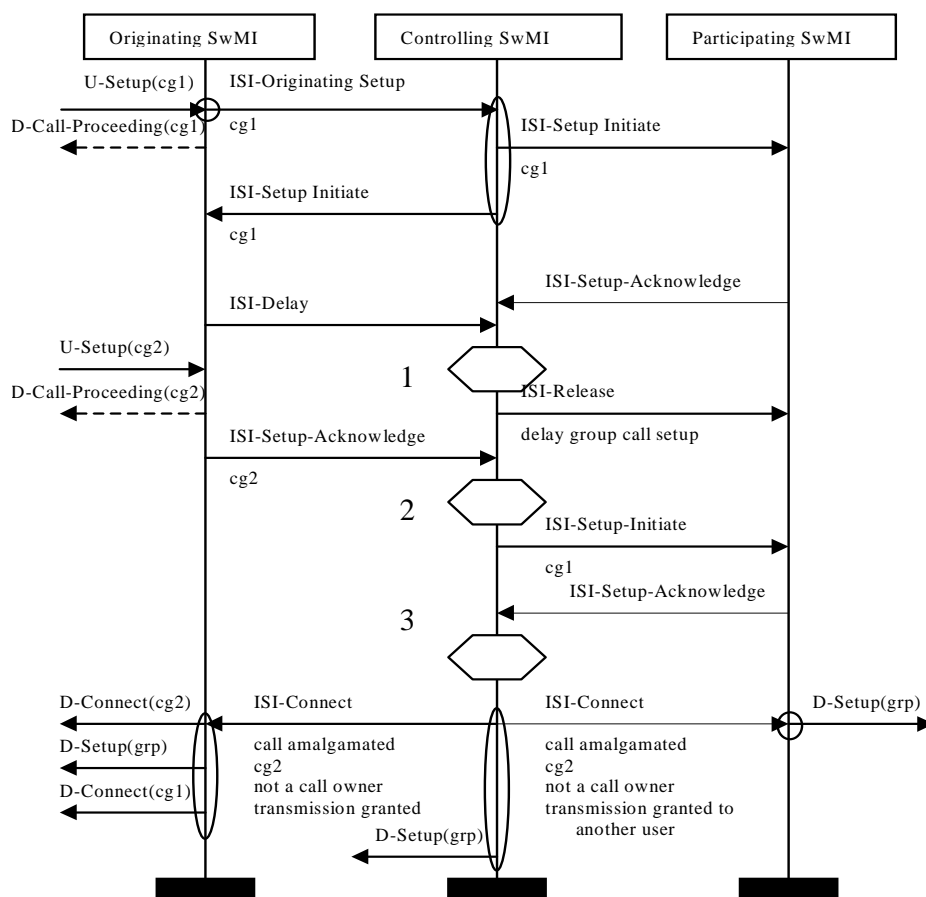 Originating SwMI
Controlling SwMI
Participating SwMI
U-Setup(cg1)
ISI-Originating Setup
D-Call-Proceeding(cg1)
cg1
ISI-Setup Initiate
cg1
ISI-Setup Initiate
cg1
ISI-Setup-Acknowledge
ISI-Delay
U-Setup(cg2)
1
D-Call-Proceeding(cg2)
ISI-Release
ISI-Setup-Acknowledge
delay group call setup
cg2
2
ISI-Setup-Initiate
cg1
ISI-Setup-Acknowledge
3
D-Connect(cg2)
ISI-Connect
ISI-Connect
D-Setup(grp)
D-Setup(grp)
call amalgamated
cg2
not a call owner
transmission granted
call amalgamated
cg2
not a call owner
transmission granted to
another user
D-Connect(cg1)
D-Setup(grp)